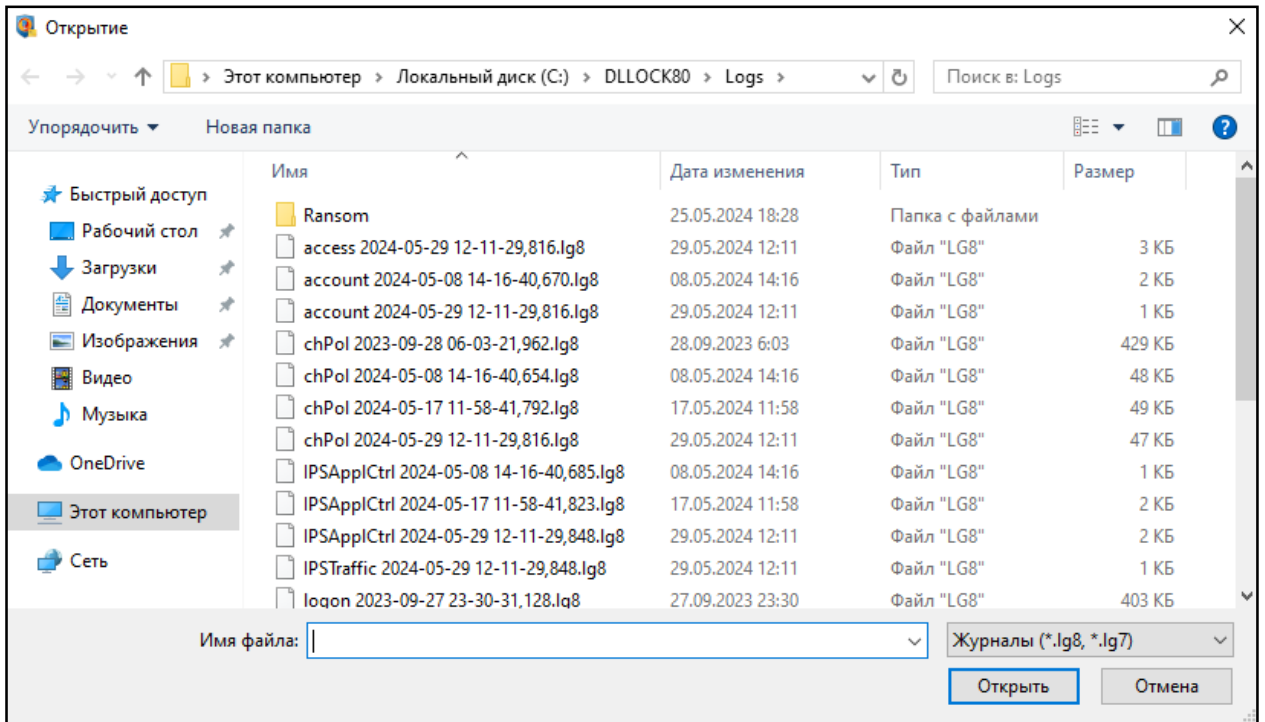 Открытие
Этот компьютер > Локальный диск (C:) > DLLOCK80 > Logs >
Поиск в: Logs
Упорядочить
Новая папка
Быстрый доступ
Рабочий стол
Загрузки
Документы
Изображения
Видео
Музыка
OneDrive
Этот компьютер
Сеть
Имя Дата изменения Тип Размер
Ransom 25.05.2024 18:28 Папка с файлами
access 2024-05-29 12-11-29,816.lg8 29.05.2024 12:11 Файл "LG8" 3 КБ
account 2024-05-08 14-16-40,670.lg8 08.05.2024 14:16 Файл "LG8" 2 КБ
account 2024-05-29 12-11-29,816.lg8 29.05.2024 12:11 Файл "LG8" 1 КБ
chPol 2023-09-28 06-03-21,962.lg8 28.09.2023 6:03 Файл "LG8" 429 КБ
chPol 2024-05-08 14-16-40,654.lg8 08.05.2024 14:16 Файл "LG8" 48 КБ
chPol 2024-05-17 11-58-41,792.lg8 17.05.2024 11:58 Файл "LG8" 49 КБ
chPol 2024-05-29 12-11-29,816.lg8 29.05.2024 12:11 Файл "LG8" 47 КБ
IPSApplCtrl 2024-05-08 14-16-40,685.lg8 08.05.2024 14:16 Файл "LG8" 1 КБ
IPSApplCtrl 2024-05-17 11-58-41,823.lg8 17.05.2024 11:58 Файл "LG8" 2 КБ
IPSApplCtrl 2024-05-29 12-11-29,848.lg8 29.05.2024 12:11 Файл "LG8" 2 КБ
IPSTraffic 2024-05-29 12-11-29,848.lg8 29.05.2024 12:11 Файл "LG8" 1 КБ
logon 2023-09-27 23-30-31,128.lg8 27.09.2023 23:30 Файл "LG8" 403 КБ
Имя файла:
Журналы (*.lg8, *.lg7)
Открыть
Отмена